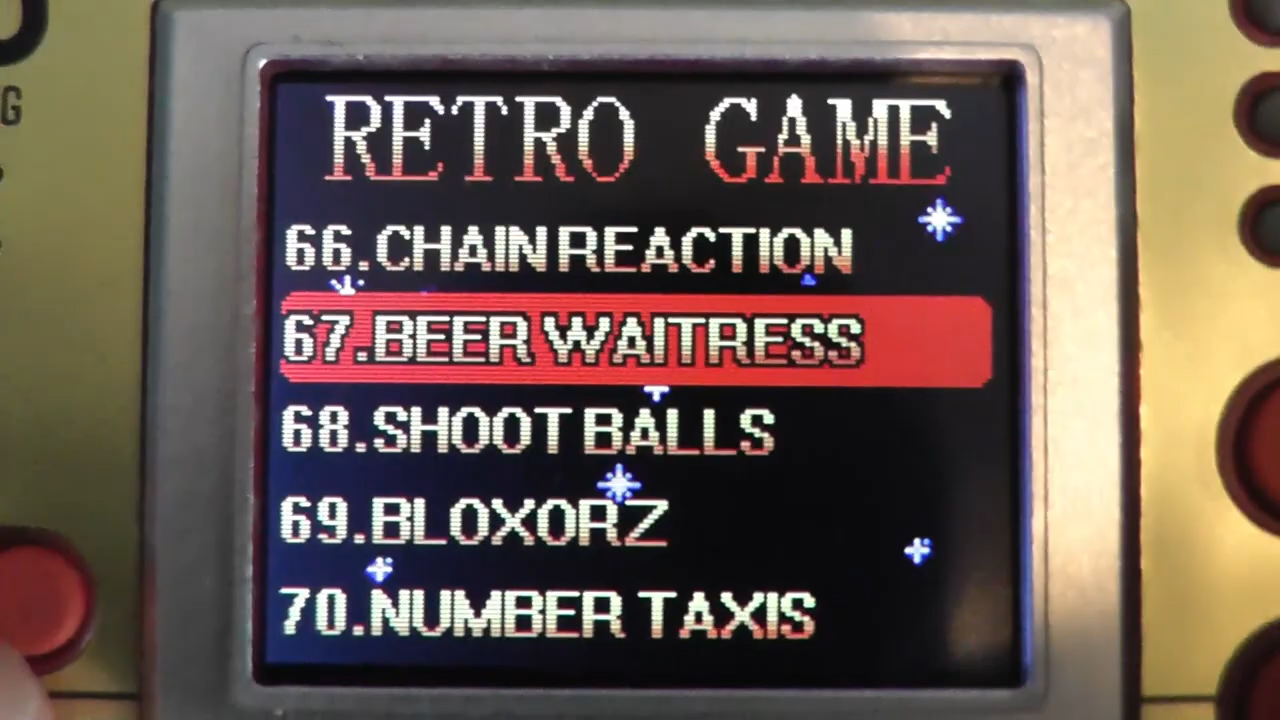 RETRO GAME
66.CHAIN REACTION
67.BEER WAITRESS
68.SHOOT BALLS
69.BLOXORZ
70.NUMBER TAXIS
G